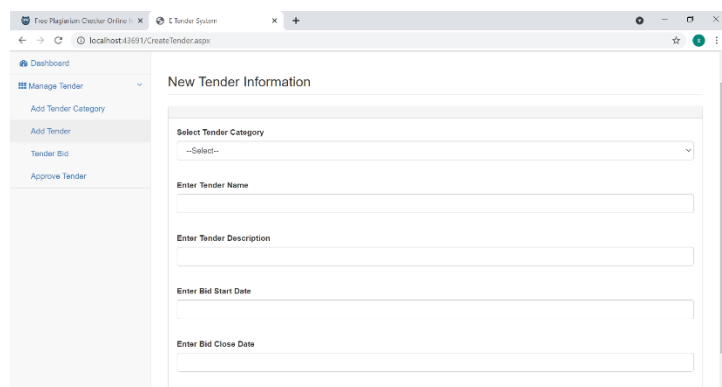 Free Plagiarism Checker Online
E Tender System
localhost:43691/CreateTender.aspx
Dashboard
Manage Tender
Add Tender Category
Add Tender
Tender Bid
Approve Tender
New Tender Information
Select Tender Category
--Select--
Enter Tender Name
Enter Tender Description
Enter Bid Start Date
Enter Bid Close Date